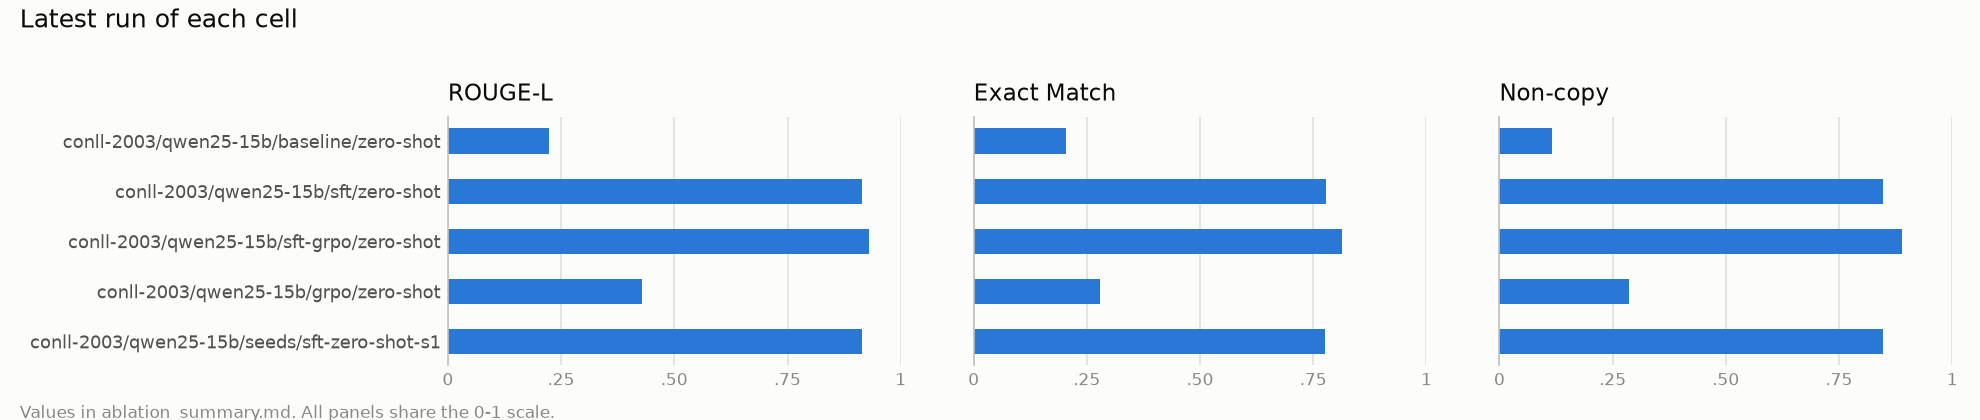 Latest run of each cell
ROUGE-L
Exact Match
Non-copy
conll-2003/qwen25-15b/baseline/zero-shot
conll-2003/qwen25-15b/sft/zero-shot
conll-2003/qwen25-15b/sft-grpo/zero-shot
conll-2003/qwen25-15b/grpo/zero-shot
conll-2003/qwen25-15b/seeds/sft-zero-shot-s1
0 .25 .50 .75 1
0 .25 .50 .75 1
0 .25 .50 .75 1
Values in ablation_summary.md. All panels share the 0-1 scale.